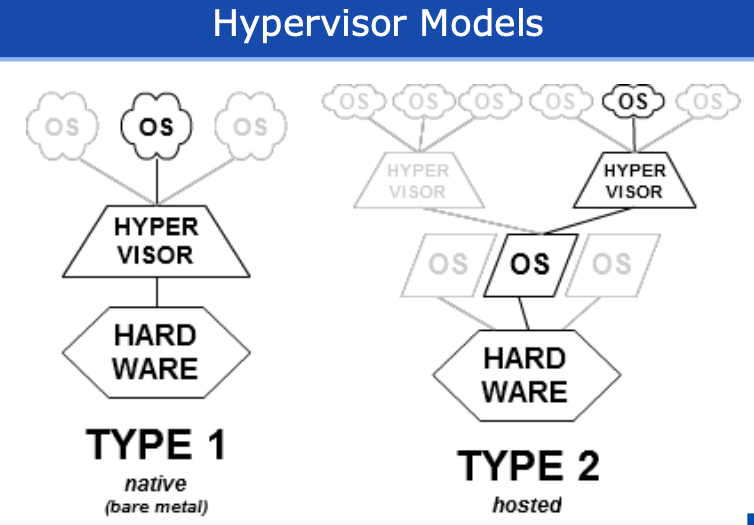 Hypervisor Models
OS OS OS
HYPER
VISOR
HARD
WARE
TYPE 1
native
(bare metal)
OS OS OS OS OS OS
HYPER HYPER
VISOR VISOR
OS OS OS
HARD
WARE
TYPE 2
hosted